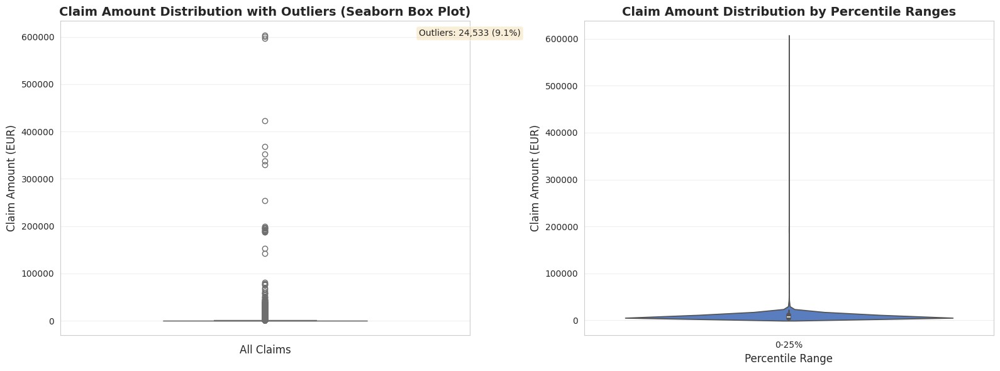 Claim Amount Distribution with Outliers (Seaborn Box Plot)
Outliers: 24,533 (9.1%)
Claim Amount (EUR)
600000
500000
400000
300000
200000
100000
0
All Claims
Claim Amount Distribution by Percentile Ranges
Claim Amount (EUR)
600000
500000
400000
300000
200000
100000
0
0-25%
Percentile Range